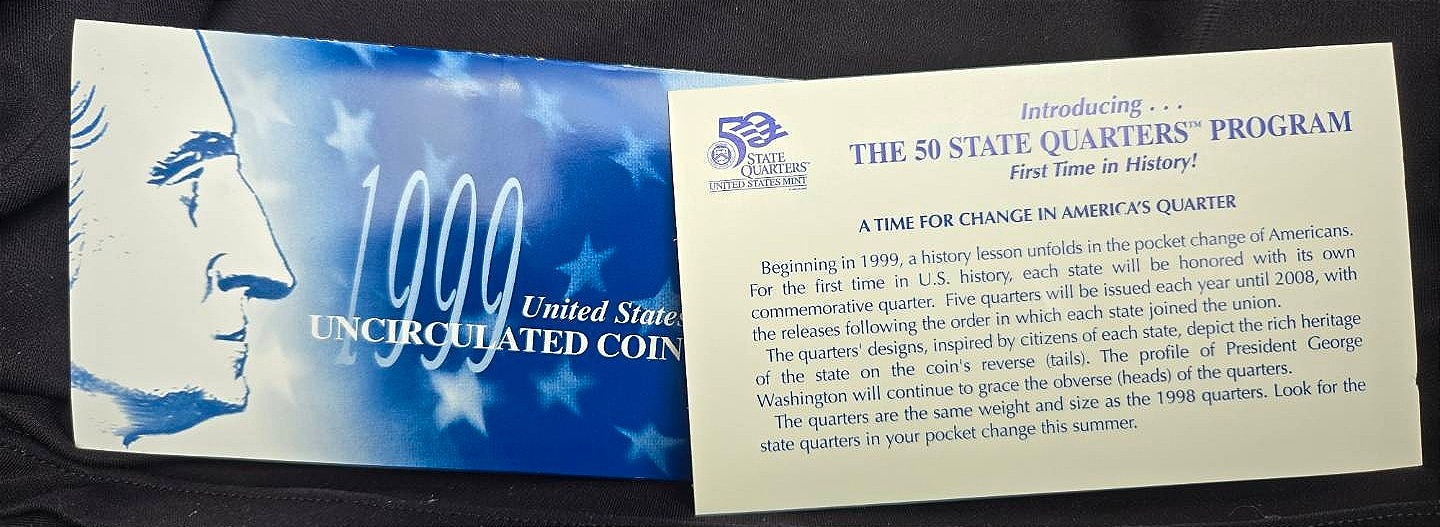 1999
United States
UNCIRCULATED COIN
50
STATE
QUARTERS™
UNITED STATES MINT
Introducing . . .
THE 50 STATE QUARTERS™ PROGRAM
First Time in History!
A TIME FOR CHANGE IN AMERICA'S QUARTER
Beginning in 1999, a history lesson unfolds in the pocket change of Americans.
For the first time in U.S. history, each state will be honored with its own
commemorative quarter. Five quarters will be issued each year until 2008, with
the releases following the order in which each state joined the union.
The quarters' designs, inspired by citizens of each state, depict the rich heritage
of the state on the coin's reverse (tails). The profile of President George
Washington will continue to grace the obverse (heads) of the quarters.
The quarters are the same weight and size as the 1998 quarters. Look for the
state quarters in your pocket change this summer.